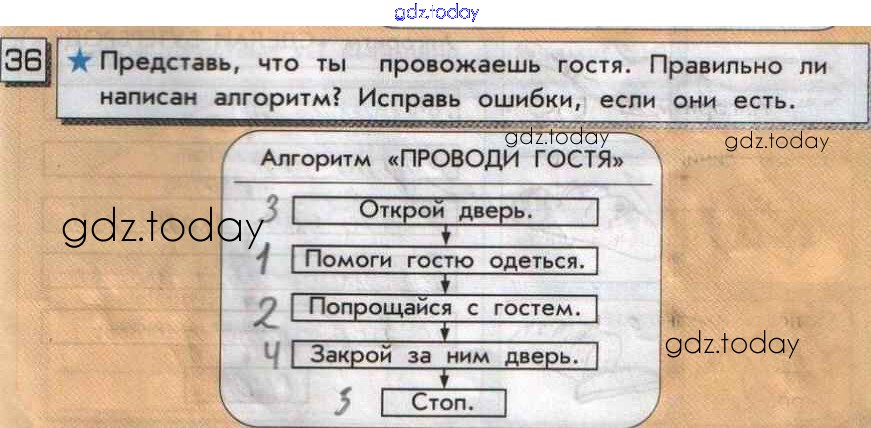 gdz.today
36 ★ Представь, что ты провожаешь гостя. Правильно ли
написан алгоритм? Исправь ошибки, если они есть.
gdz.today
gdz.today
Алгоритм «ПРОВОДИ ГОСТЯ»
3 Открой дверь.
gdz.today
1 Помоги гостю одеться.
2 Попрощайся с гостем.
gdz.today
4 Закрой за ним дверь.
5 Стоп.